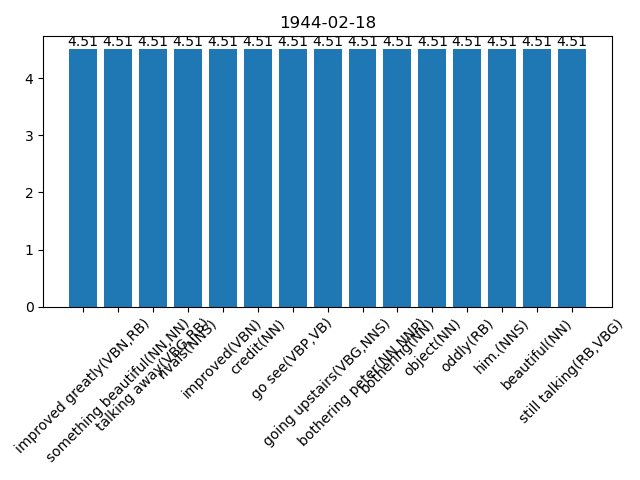 1944-02-18
4.51 4.51 4.51 4.51 4.51 4.51 4.51 4.51 4.51 4.51 4.51 4.51 4.51 4.51 4.51
4
3
2
1
0
improved greatly(VBN,RB)
something beautiful(NN,NN)
talking away(VBG,RB)
rivals(NNS)
improved(VBN)
credit(NN)
go see(VBP,VB)
going upstairs(VBG,NNS)
bothering peter(NN,NNP)
bothering(NN)
object(NN)
oddly(RB)
him.(NNS)
beautiful(NN)
still talking(RB,VBG)